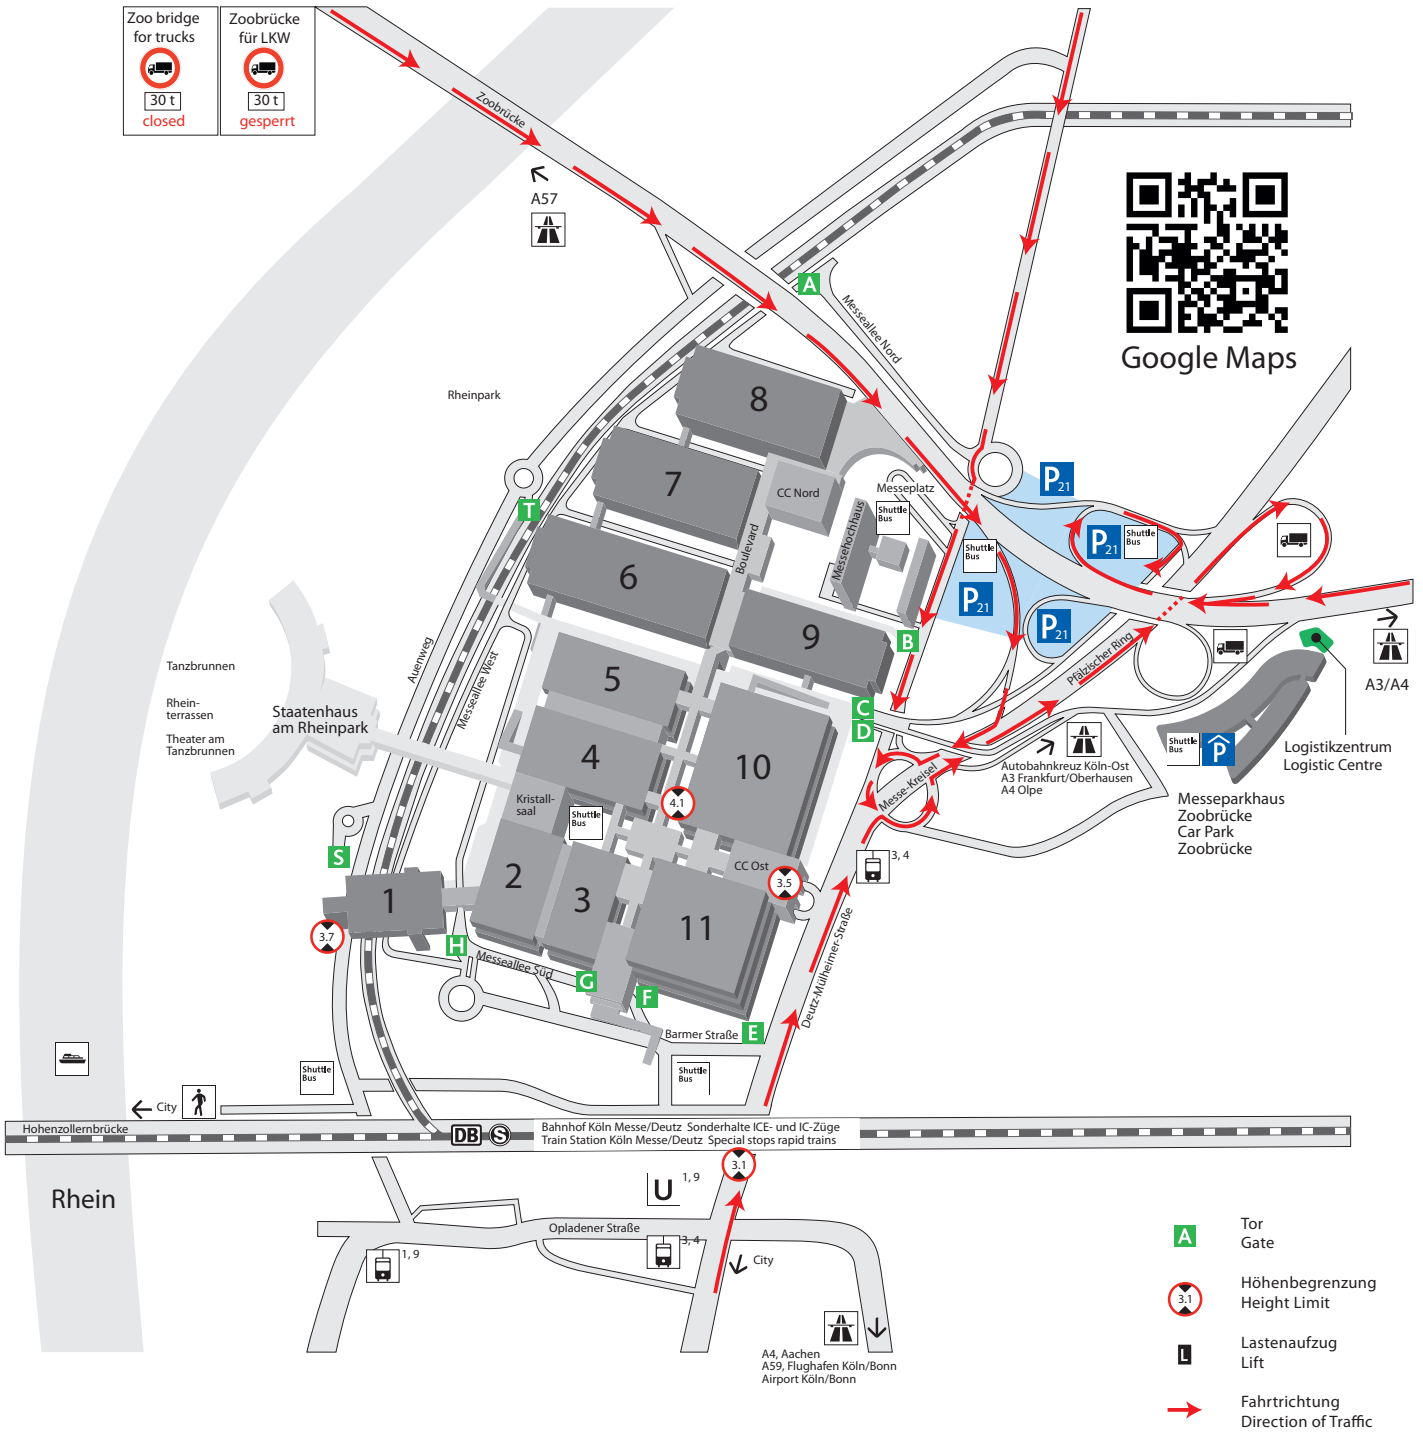 Zoo bridge
for trucks
30 t
closed
Zoobrücke
für LKW
30 t
gesperrt
Zoobrücke
A57
A
Messeallee Nord
Google Maps
Rheinpark
8
7
CC Nord
Messeplatz
Shuttle
Bus
P21
P21
Shuttle
Bus
Shuttle
Bus
P21
P21
T
Boulevard
Messehochhaus
6
9
B
Pfälzischer Ring
A3/A4
Auenweg
Messeallee West
Tanzbrunnen
Rhein-
terrassen
Theater am
Tanzbrunnen
Staatenhaus
am Rheinpark
5
4
10
C
D
Messe-Kreisel
Autobahnkreuz Köln-Ost
A3 Frankfurt/Oberhausen
A4 Olpe
Shuttle
Bus
P
Logistikzentrum
Logistic Centre
Messeparkhaus
Zoobrücke
Car Park
Zoobrücke
Kristall-
saal
Shuttle
Bus
4.1
3, 4
S
1
2
3
CC Ost
3.5
11
3.7
H
Messeallee Süd
G
F
Barmer Straße
E
Deutz-Mülheimer-Straße
Shuttle
Bus
Shuttle
Bus
City
Hohenzollernbrücke
DB
S
Bahnhof Köln Messe/Deutz Sonderhalte ICE- und IC-Züge
Train Station Köln Messe/Deutz Special stops rapid trains
3.1
Rhein
U
1, 9
Opladener Straße
1, 9
3, 4
City
A4, Aachen
A59, Flughafen Köln/Bonn
Airport Köln/Bonn
A
Tor
Gate
3.1
Höhenbegrenzung
Height Limit
L
Lastenaufzug
Lift
Fahrtrichtung
Direction of Traffic